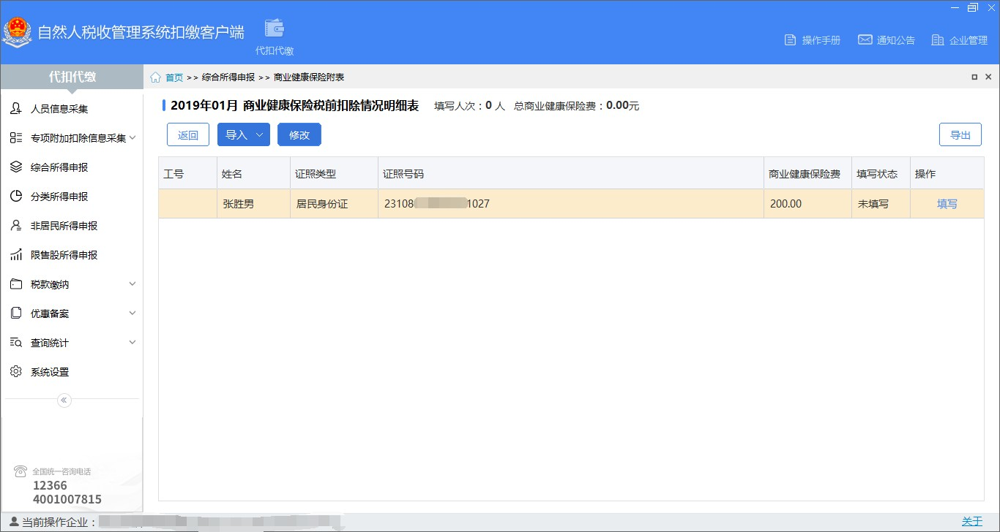 自然人税收管理系统扣缴客户端
代扣代缴
操作手册 通知公告 企业管理
代扣代缴
首页 >> 综合所得申报 >> 商业健康保险附表
人员信息采集
专项附加扣除信息采集
综合所得申报
分类所得申报
非居民所得申报
限售股所得申报
税款缴纳
优惠备案
查询统计
系统设置
全国统一咨询电话
12366
4001007815
2019年01月 商业健康保险税前扣除情况明细表 填写人次：0 人 总商业健康保险费：0.00元
返回 导入 修改 导出
工号 姓名 证照类型 证照号码 商业健康保险费 填写状态 操作
张胜男 居民身份证 23108 1027 200.00 未填写 填写
当前操作企业： 关于